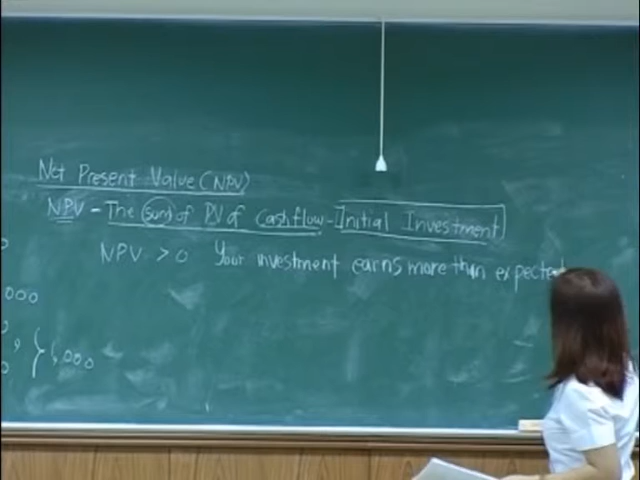 Net Present Value (NPV)
NPV - The sum of PV of Cashflow - Initial Investment
NPV > 0 Your investment earns more than expected
000
6,000